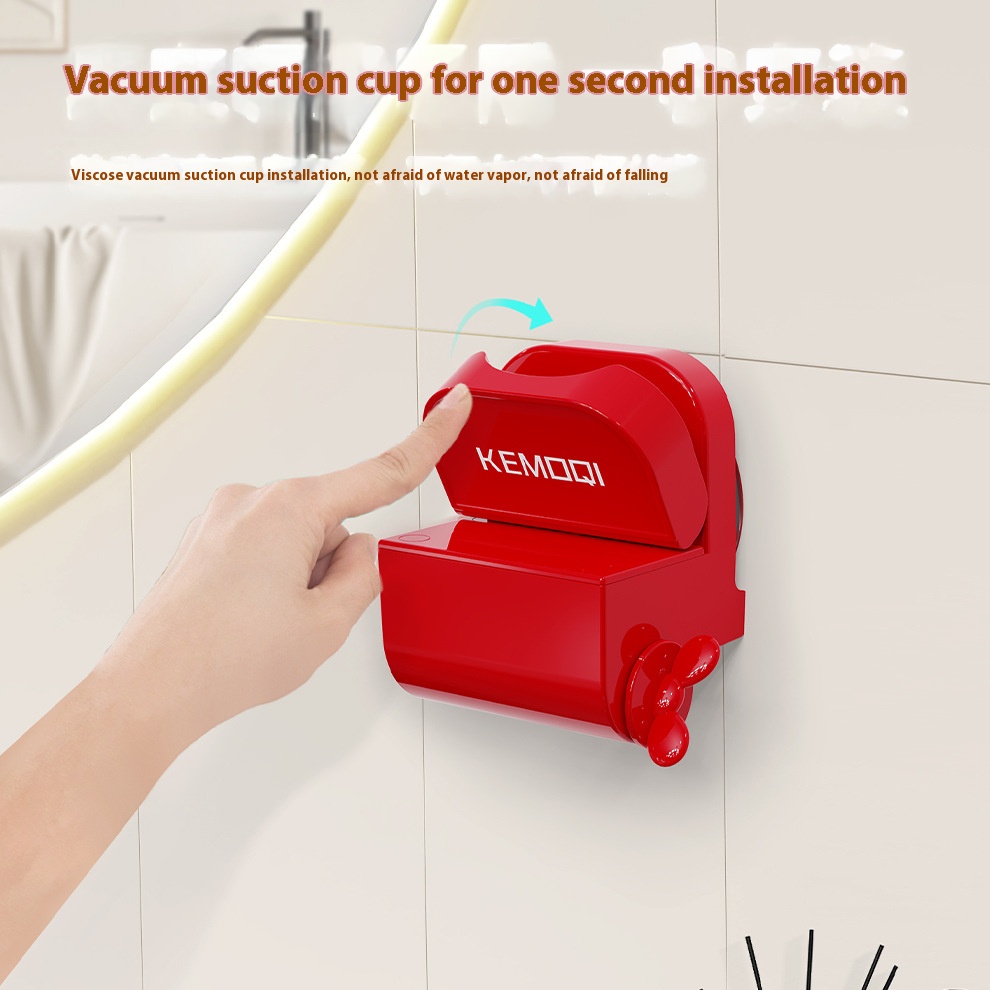 Vacuum suction cup for one second installation
Viscose vacuum suction cup installation, not afraid of water vapor, not afraid of falling
KEMOQI